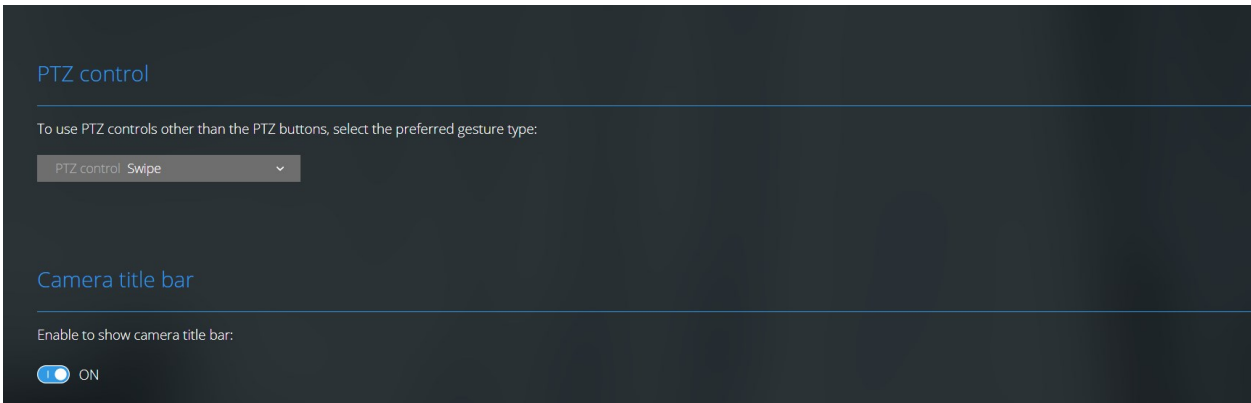 PTZ control
To use PTZ controls other than the PTZ buttons, select the preferred gesture type:
PTZ control Swipe
Camera title bar
Enable to show camera title bar:
ON